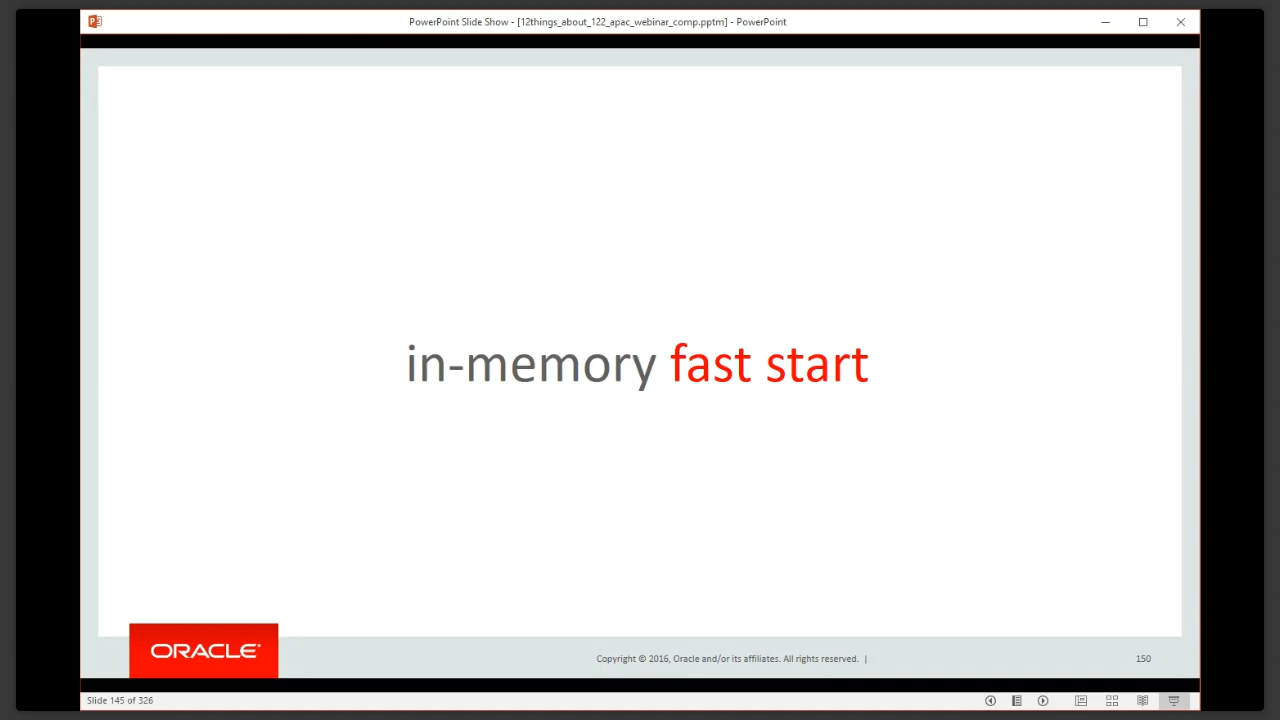 PowerPoint Slide Show - [12things_about_122_apac_webinar_comp.pptm] - PowerPoint
in-memory fast start
ORACLE®
Copyright © 2016, Oracle and/or its affiliates. All rights reserved. |
150
Slide 145 of 326